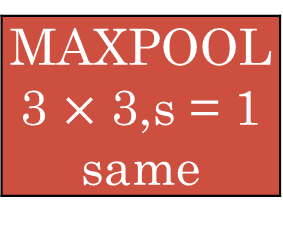 MAXPOOL
3 × 3,s = 1
same